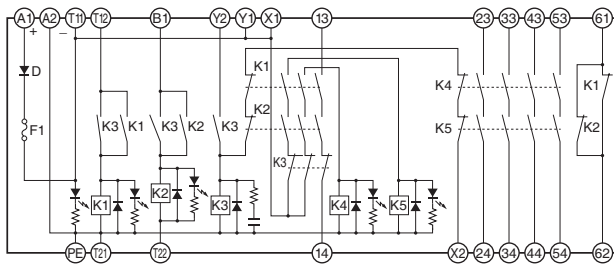 A1 A2 T11 T12 B1 Y2 Y1 X1 13 23 33 43 53 61
+ −
D
K1 K4 K1
F1
K3 K1 K3 K2 K3 K2 K5 K2
K3
K1 K2 K3 K4 K5
PE T21 T22 14 X2 24 34 44 54 62